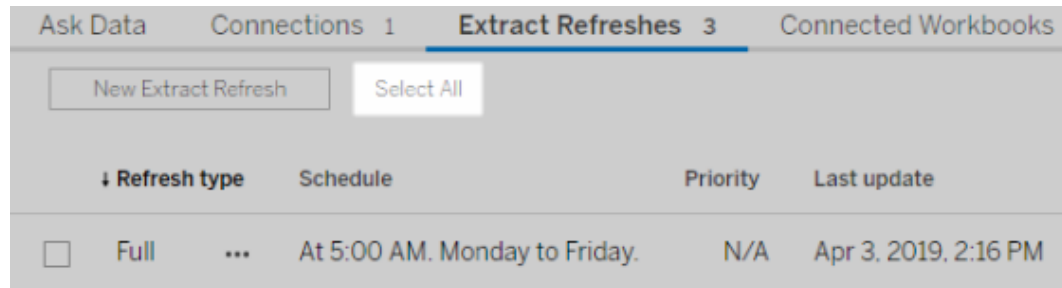 Ask Data Connections 1 Extract Refreshes 3 Connected Workbooks
New Extract Refresh Select All
↓ Refresh type Schedule Priority Last update
Full ••• At 5:00 AM. Monday to Friday. N/A Apr 3, 2019, 2:16 PM